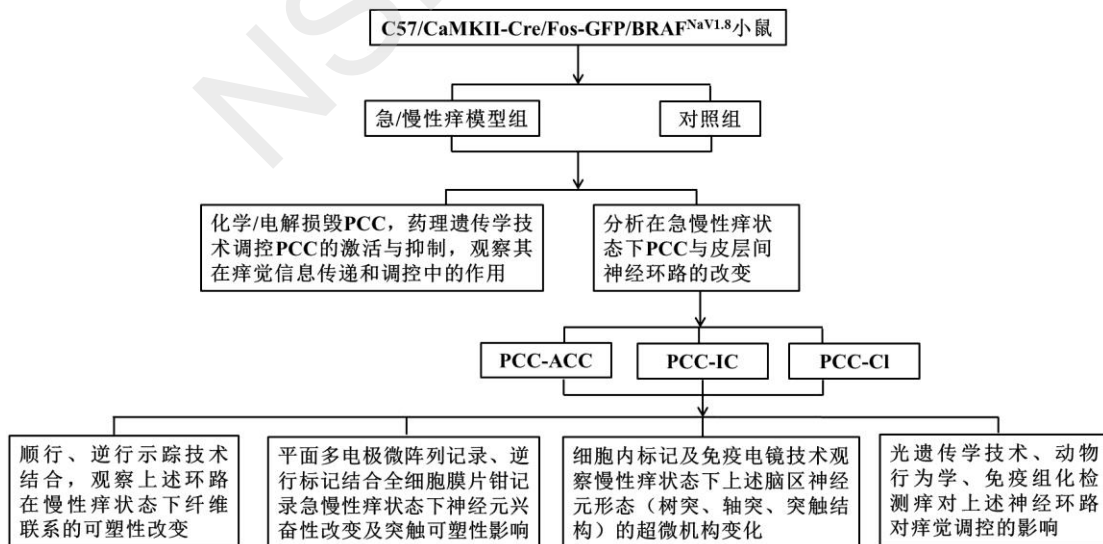 C57/CaMKII-Cre/Fos-GFP/BRAF^NaV1.8小鼠
急/慢性痒模型组
对照组
化学/电解损毁PCC,药理遗传学技
术调控PCC的激活与抑制,观察其
在痒觉信息传递和调控中的作用
分析在急慢性痒状
态下PCC与皮层间
神经环路的改变
PCC-ACC
PCC-IC
PCC-Cl
顺行、逆行示踪技术
结合,观察上述环路
在慢性痒状态下纤维
联系的可塑性改变
平面多电极微阵列记录、逆
行标记结合全细胞膜片钳记
录急慢性痒状态下神经元兴
奋性改变及突触可塑性影响
细胞内标记及免疫电镜技术观
察慢性痒状态下上述脑区神经
元形态(树突、轴突、突触结
构)的超微机构变化
光遗传学技术、动物
行为学、免疫组化检
测痒对上述神经环路
对痒觉调控的影响